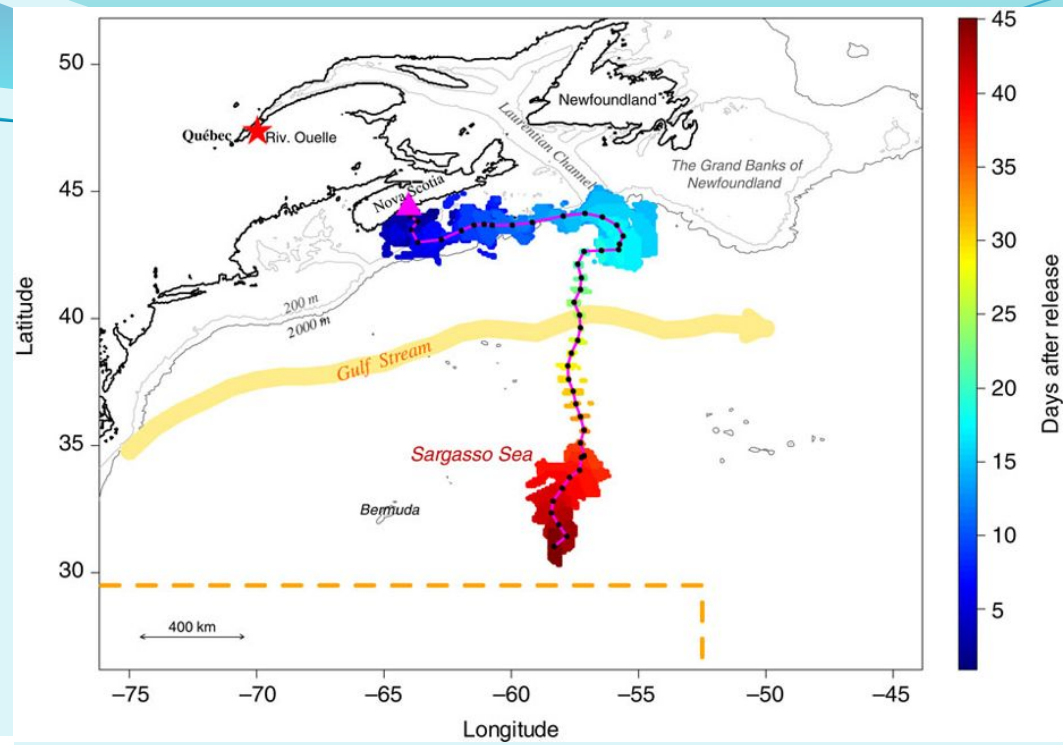 50
45
40
35
30
Latitude
Québec
Riv. Ouelle
Newfoundland
Laurentian Channel
The Grand Banks of
Newfoundland
Nova Scotia
200 m
2000 m
Gulf Stream
Sargasso Sea
Bermuda
400 km
–75
–70
–65
–60
–55
–50
–45
Longitude
45
40
35
30
25
20
15
10
5
Days after release